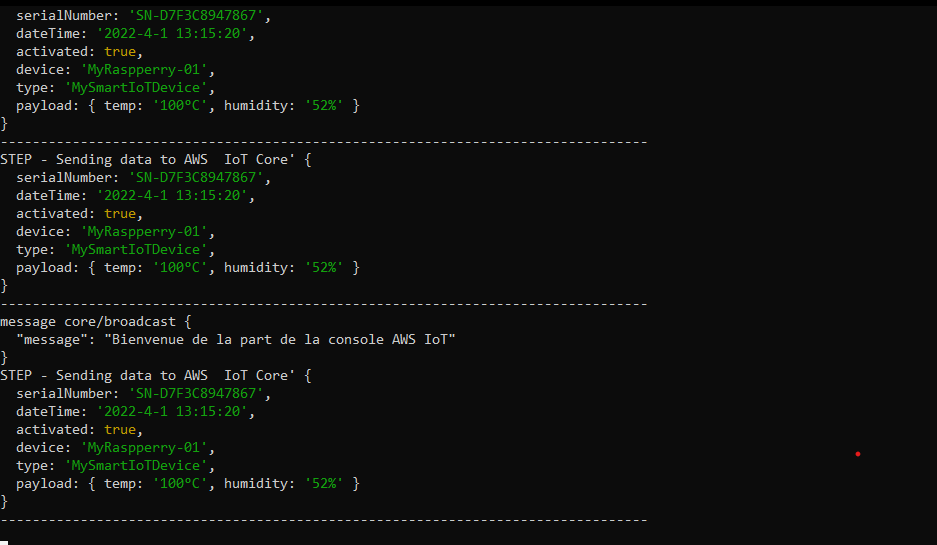 serialNumber: 'SN-D7F3C8947867',
dateTime: '2022-4-1 13:15:20',
activated: true,
device: 'MyRaspperry-01',
type: 'MySmartIoTDevice',
payload: { temp: '100ºC', humidity: '52%' }
}
---------------------------------------------------------------------------------
STEP - Sending data to AWS  IoT Core' {
serialNumber: 'SN-D7F3C8947867',
dateTime: '2022-4-1 13:15:20',
activated: true,
device: 'MyRaspperry-01',
type: 'MySmartIoTDevice',
payload: { temp: '100ºC', humidity: '52%' }
}
---------------------------------------------------------------------------------
message core/broadcast {
"message": "Bienvenue de la part de la console AWS IoT"
}
STEP - Sending data to AWS  IoT Core' {
serialNumber: 'SN-D7F3C8947867',
dateTime: '2022-4-1 13:15:20',
activated: true,
device: 'MyRaspperry-01',
type: 'MySmartIoTDevice',
payload: { temp: '100ºC', humidity: '52%' }
}
---------------------------------------------------------------------------------